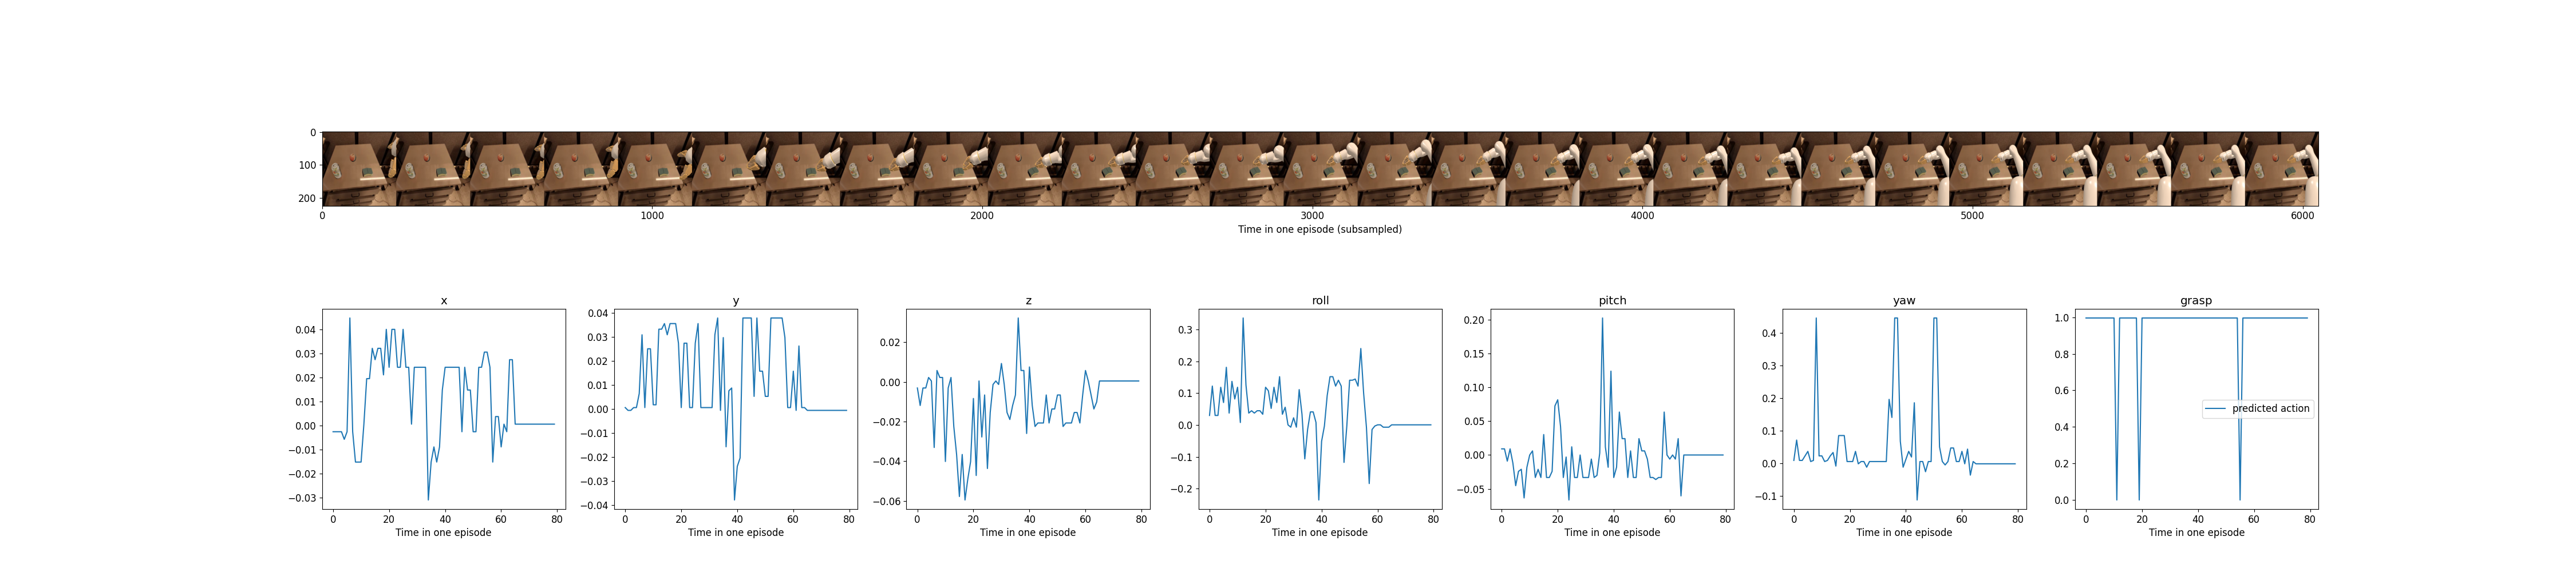 0
100
200
0 1000 2000 3000 4000 5000 6000
Time in one episode (subsampled)
x
0.04
0.03
0.02
0.01
0.00
−0.01
−0.02
−0.03
0 20 40 60 80
Time in one episode
y
0.04
0.03
0.02
0.01
0.00
−0.01
−0.02
−0.03
−0.04
0 20 40 60 80
Time in one episode
z
0.02
0.00
−0.02
−0.04
−0.06
0 20 40 60 80
Time in one episode
roll
0.3
0.2
0.1
0.0
−0.1
−0.2
0 20 40 60 80
Time in one episode
pitch
0.20
0.15
0.10
0.05
0.00
−0.05
0 20 40 60 80
Time in one episode
yaw
0.4
0.3
0.2
0.1
0.0
−0.1
0 20 40 60 80
Time in one episode
grasp
1.0
0.8
0.6
0.4
0.2
0.0
predicted action
0 20 40 60 80
Time in one episode